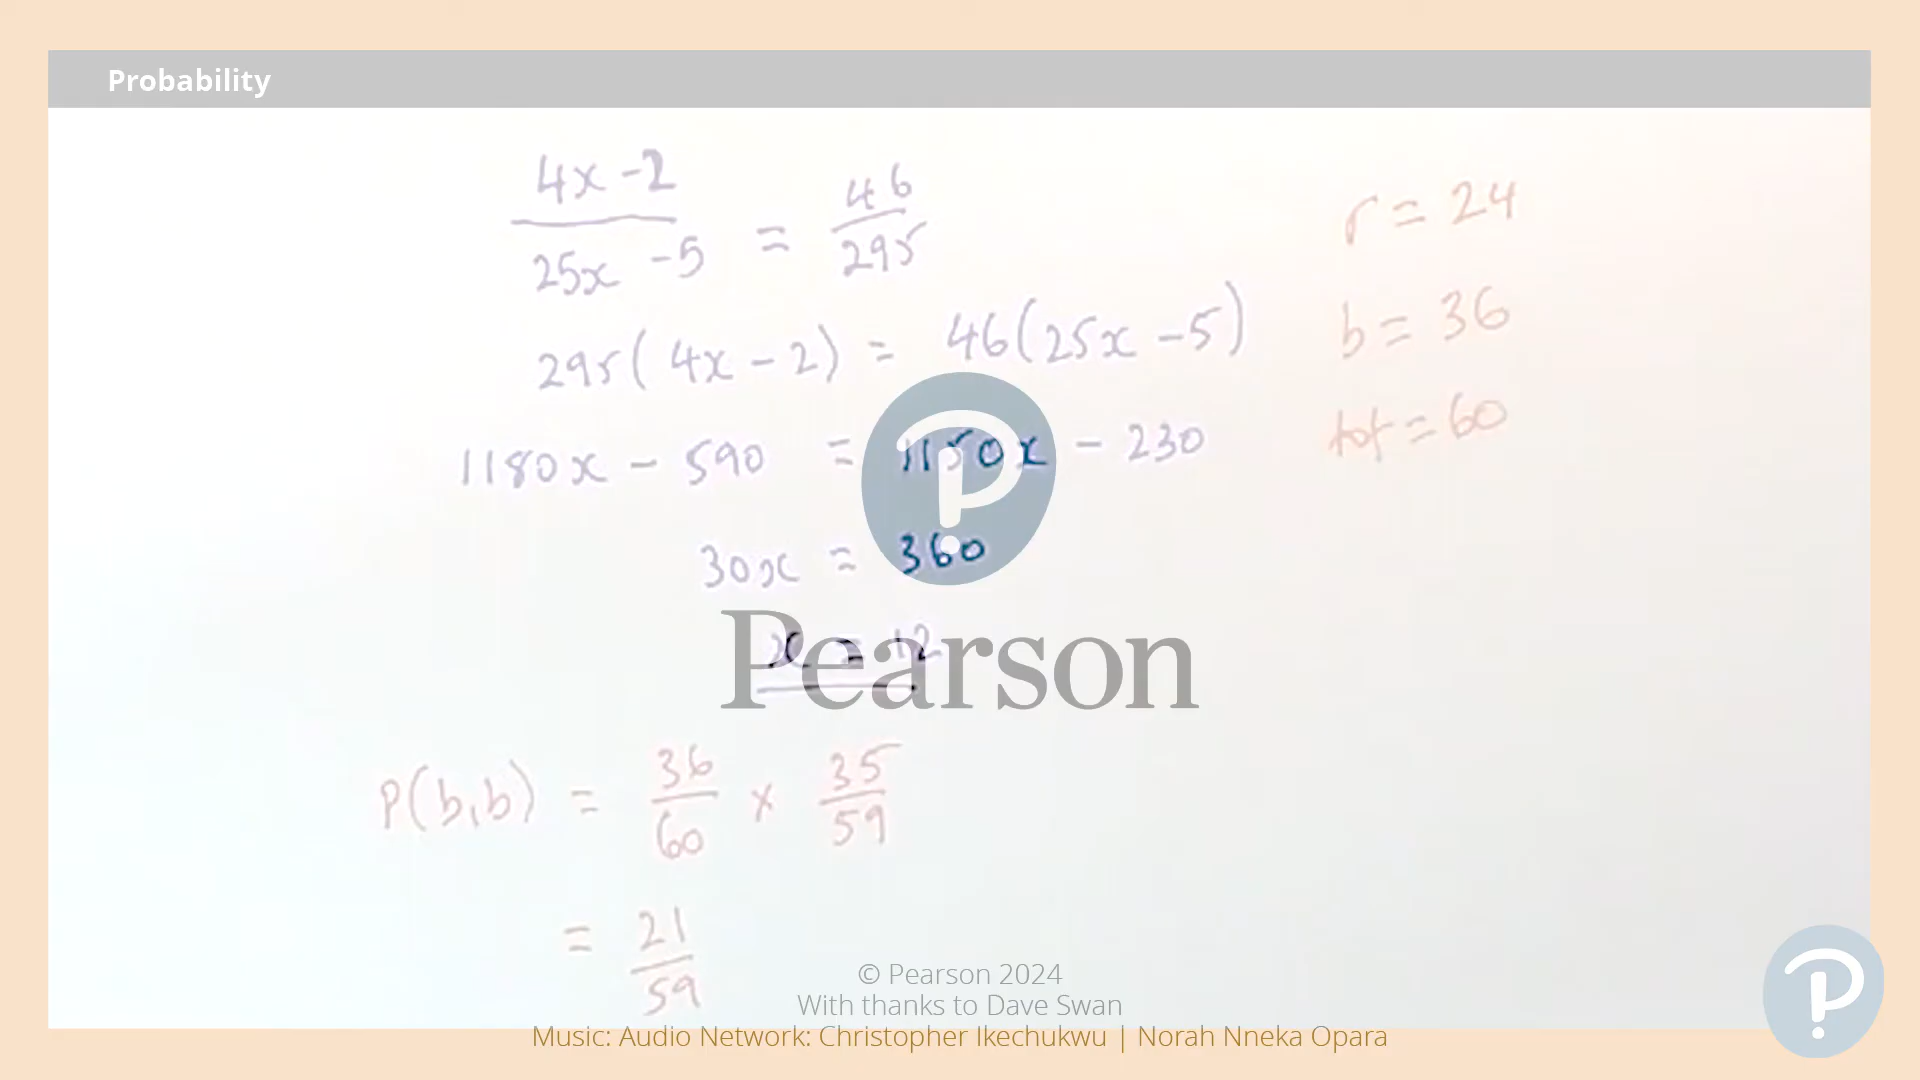 Probability
4x - 2 / 25x - 5 = 46 / 295
r = 24
295(4x - 2) = 46(25x - 5)
b = 36
1180x - 590 = 1150x - 230
tot = 60
30x = 360
x = 12
Pearson
P(b,b) = 36/60 x 35/59
= 21/59
© Pearson 2024
With thanks to Dave Swan
Music: Audio Network: Christopher Ikechukwu | Norah Nneka Opara